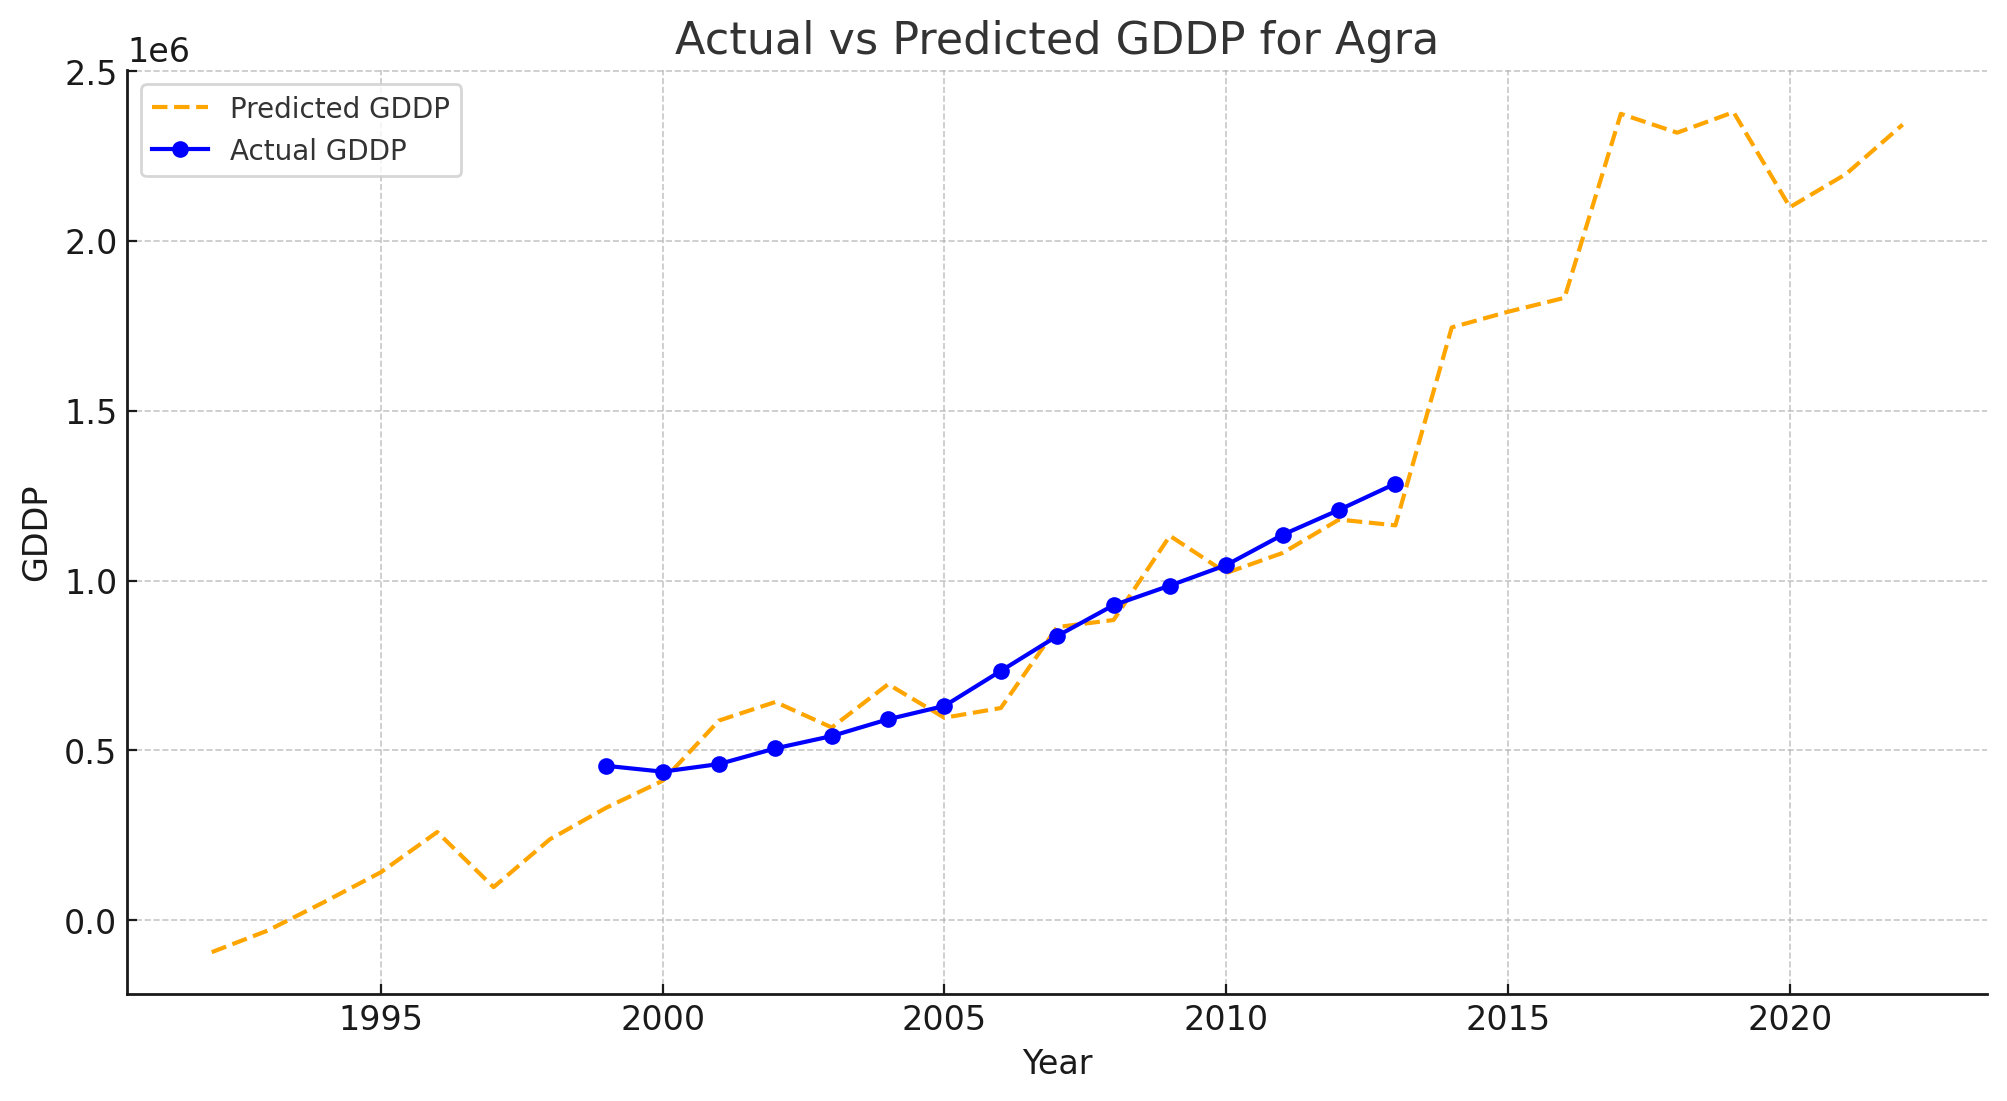 Actual vs Predicted GDDP for Agra
1e6
2.5
2.0
1.5
1.0
0.5
0.0
GDDP
Predicted GDDP
Actual GDDP
1995 2000 2005 2010 2015 2020
Year